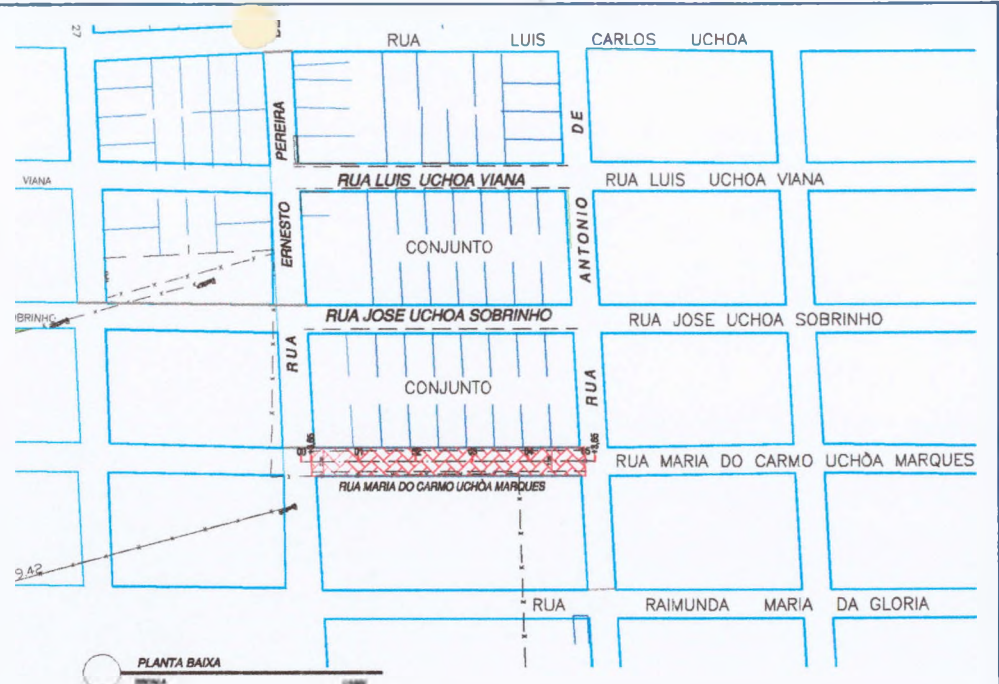 27
DE
RUA LUIS CARLOS UCHOA
PEREIRA
DE
VIANA
RUA LUIS UCHOA VIANA
RUA LUIS UCHOA VIANA
ERNESTO
CONJUNTO
ANTONIO
OBRINHO
RUA JOSE UCHOA SOBRINHO
RUA JOSE UCHOA SOBRINHO
RUA
CONJUNTO
RUA
RUA MARIA DO CARMO UCHÔA MARQUES
RUA MARIA DO CARMO UCHÔA MARQUES
9.42
RUA RAIMUNDA MARIA DA GLORIA
PLANTA BAIXA